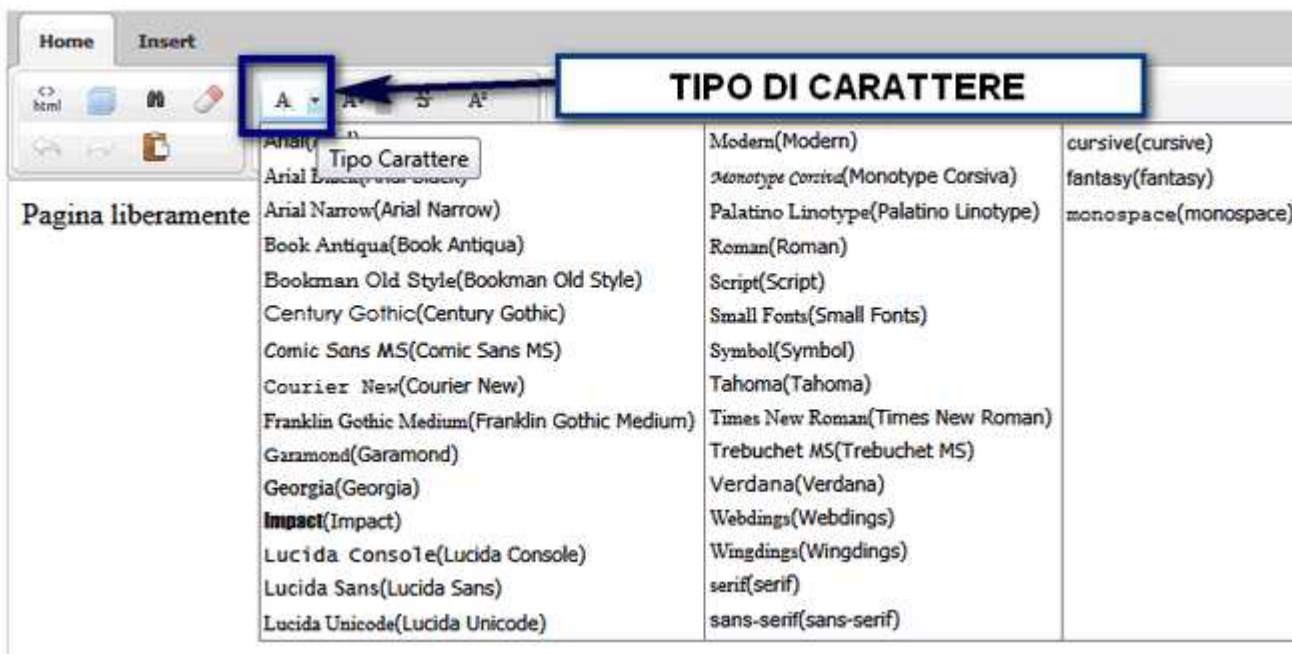 Home Insert
TIPO DI CARATTERE
<> html
A S A²
Tipo Carattere
Pagina liberamente
Arial(
Arial
Arial Narrow(Arial Narrow)
Book Antiqua(Book Antiqua)
Bookman Old Style(Bookman Old Style)
Century Gothic(Century Gothic)
Comic Sans MS(Comic Sans MS)
Courier New(Courier New)
Franklin Gothic Medium(Franklin Gothic Medium)
Garamond(Garamond)
Georgia(Georgia)
Impact(Impact)
Lucida Console(Lucida Console)
Lucida Sans(Lucida Sans)
Lucida Unicode(Lucida Unicode)
Modern(Modern)
Monotype Corsiva(Monotype Corsiva)
Palatino Linotype(Palatino Linotype)
Roman(Roman)
Script(Script)
Small Fonts(Small Fonts)
Symbol(Symbol)
Tahoma(Tahoma)
Times New Roman(Times New Roman)
Trebuchet MS(Trebuchet MS)
Verdana(Verdana)
Webdings(Webdings)
Wingdings(Wingdings)
serif(serif)
sans-serif(sans-serif)
cursive(cursive)
fantasy(fantasy)
monospace(monospace)